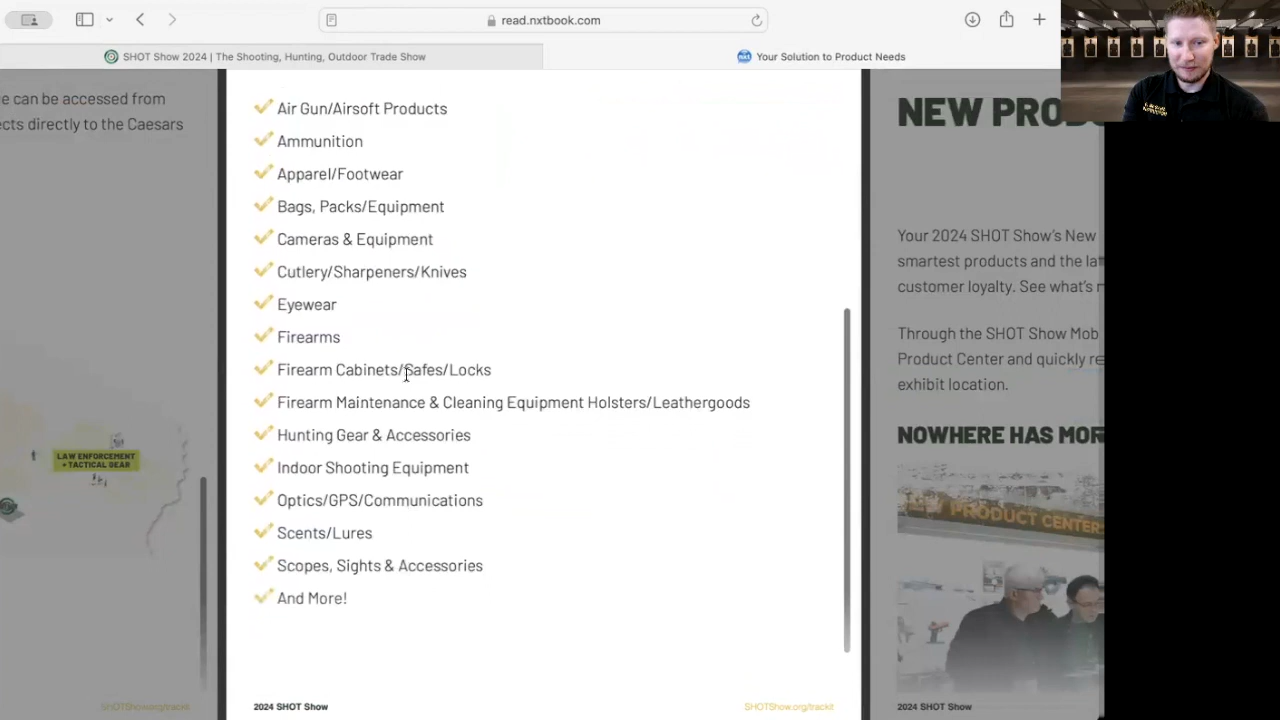 read.nxtbook.com
SHOT Show 2024 | The Shooting, Hunting, Outdoor Trade Show
Your Solution to Product Needs
e can be accessed from
ects directly to the Caesars
LAW ENFORCEMENT
+ TACTICAL GEAR
SHOTShow.org/trackit
Air Gun/Airsoft Products
Ammunition
Apparel/Footwear
Bags, Packs/Equipment
Cameras & Equipment
Cutlery/Sharpeners/Knives
Eyewear
Firearms
Firearm Cabinets/Safes/Locks
Firearm Maintenance & Cleaning Equipment Holsters/Leathergoods
Hunting Gear & Accessories
Indoor Shooting Equipment
Optics/GPS/Communications
Scents/Lures
Scopes, Sights & Accessories
And More!
2024 SHOT Show
SHOTShow.org/trackit
NEW PROD
Your 2024 SHOT Show's New
smartest products and the la
customer loyalty. See what's n
Through the SHOT Show Mob
Product Center and quickly re
exhibit location.
NOWHERE HAS MOR
NEW PRODUCT CENTER
2024 SHOT Show